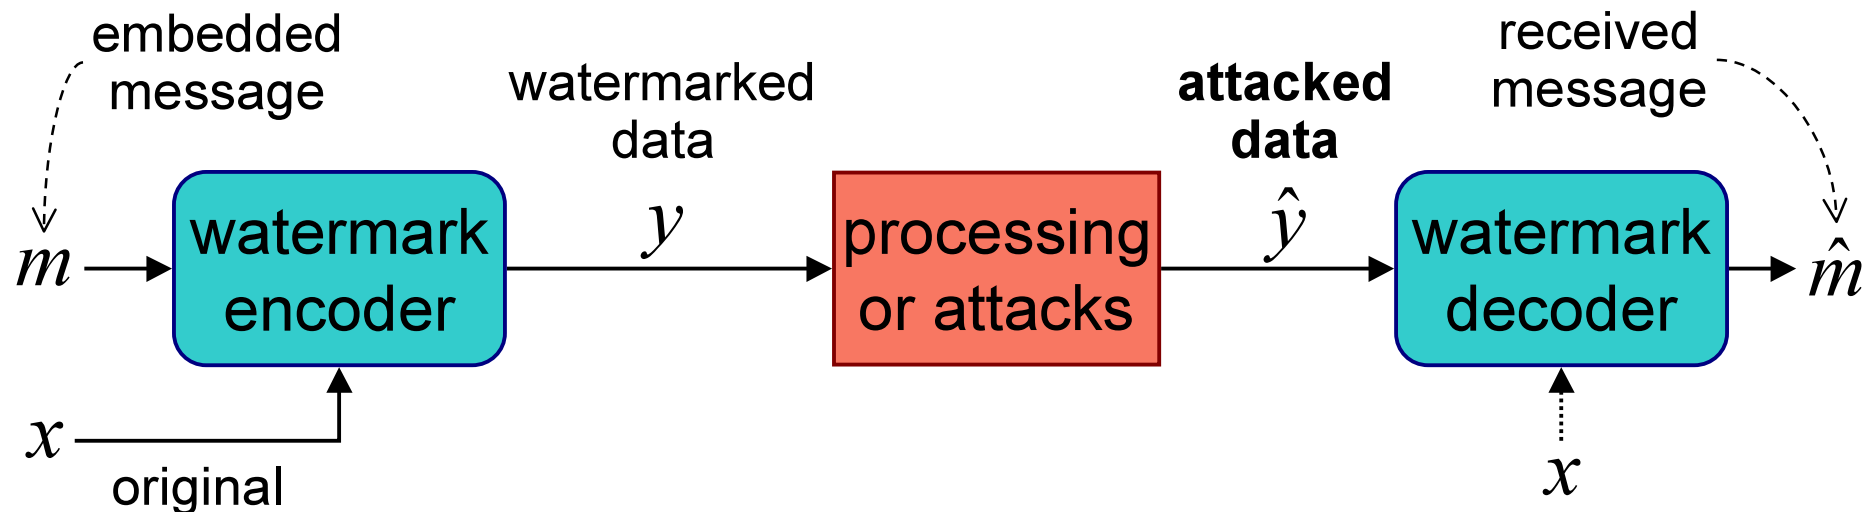 embedded
message
m
watermark
encoder
x
original
watermarked
data
y
processing
or attacks
attacked
data
ŷ
watermark
decoder
x
received
message
m̂